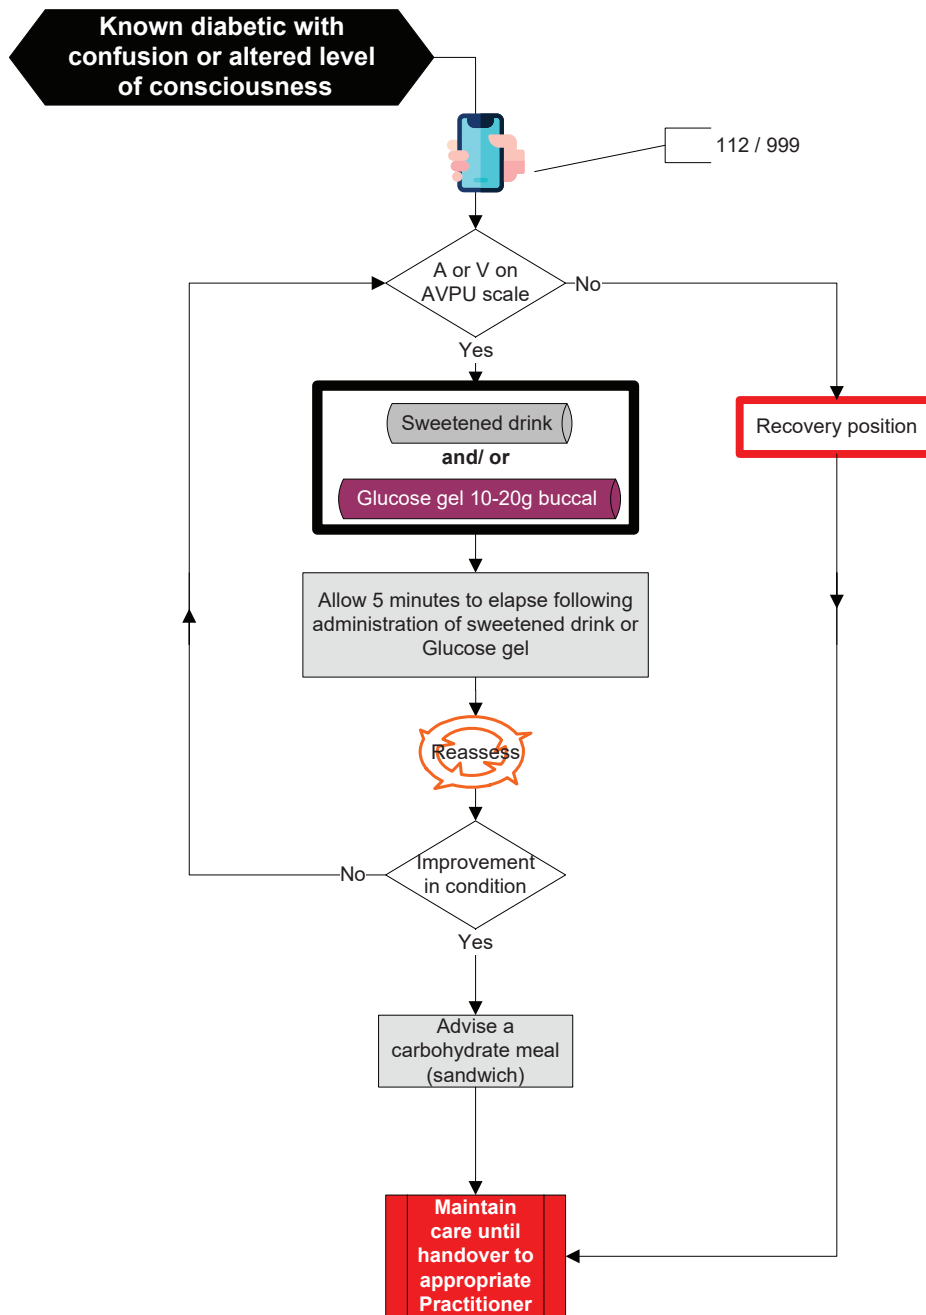 Known diabetic with
confusion or altered level
of consciousness
112 / 999
A or V on
AVPU scale
No
Yes
Sweetened drink
and/ or
Glucose gel 10-20g buccal
Recovery position
Allow 5 minutes to elapse following
administration of sweetened drink or
Glucose gel
Reassess
Improvement
in condition
No
Yes
Advise a
carbohydrate meal
(sandwich)
Maintain
care until
handover to
appropriate
Practitioner